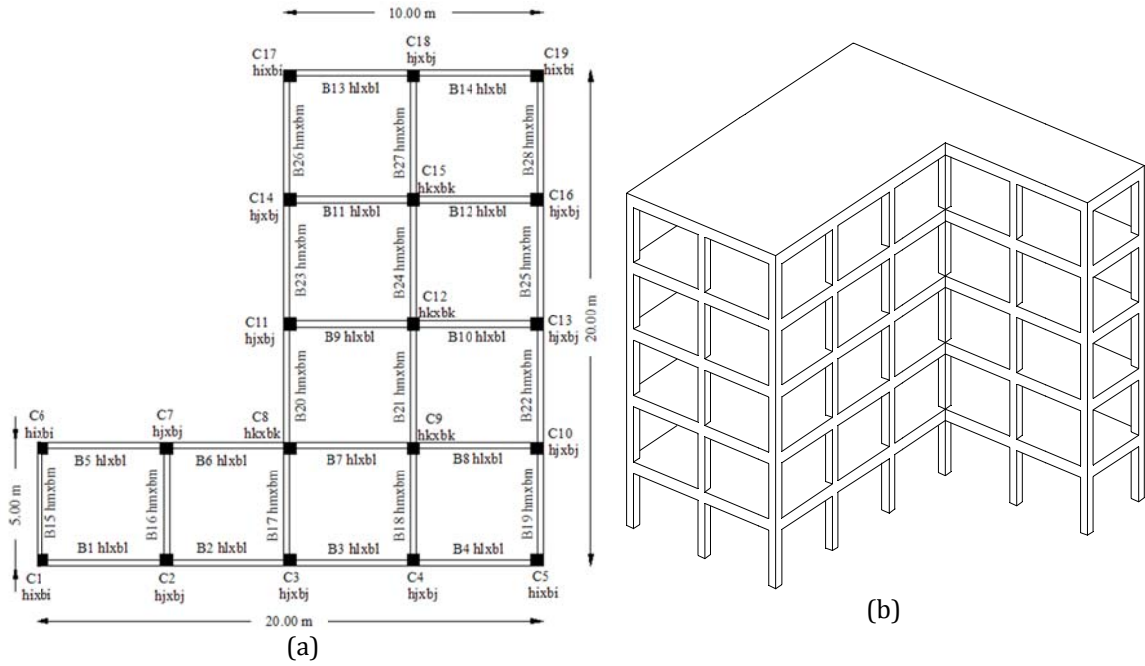 10.00 m
C17
hixbi
C18
hjxbj
C19
hixbi
B13 hlxbl
B14 hlxbl
B26 hmxbm
B27 hmxbm
B28 hmxbm
C14
hjxbj
C15
hkxbk
C16
hjxbj
B11 hlxbl
B12 hlxbl
B23 hmxbm
B24 hmxbm
B25 hmxbm
20.00 m
C11
hjxbj
C12
hkxbk
C13
hjxbj
B9 hlxbl
B10 hlxbl
B20 hmxbm
B21 hmxbm
B22 hmxbm
C6
hixbi
C7
hjxbj
C8
hkxbk
C9
hkxbk
C10
hjxbj
B5 hlxbl
B6 hlxbl
B7 hlxbl
B8 hlxbl
5.00 m
B15 hmxbm
B16 hmxbm
B17 hmxbm
B18 hmxbm
B19 hmxbm
B1 hlxbl
B2 hlxbl
B3 hlxbl
B4 hlxbl
C1
hixbi
C2
hjxbj
C3
hjxbj
C4
hjxbj
C5
hixbi
20.00 m
(a)
(b)